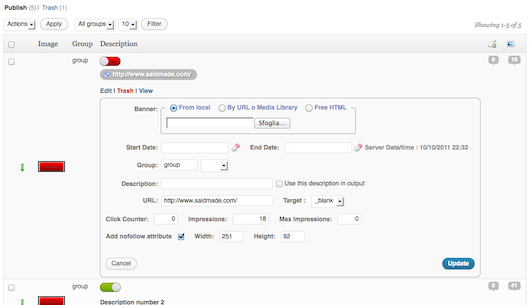 Publish (5) | Trash (1)
Actions Apply All groups 10 Filter Showing 1-5 of 5
Image Group Description
group 0 18
http://www.saidmade.com/
Edit | Trash | View
Banner: From local By URL o Media Library Free HTML
Sfoglia...
Start Date: End Date: Server Date/time : 10/10/2011 22:32
Group: group
Description: Use this description in output
URL: http://www.saidmade.com/ Target : _blank
Click Counter: 0 Impressions: 18 Max Impressions: 0
Add nofollow attribute Width: 251 Height: 92
Cancel Update
group 6 41
Description number 2